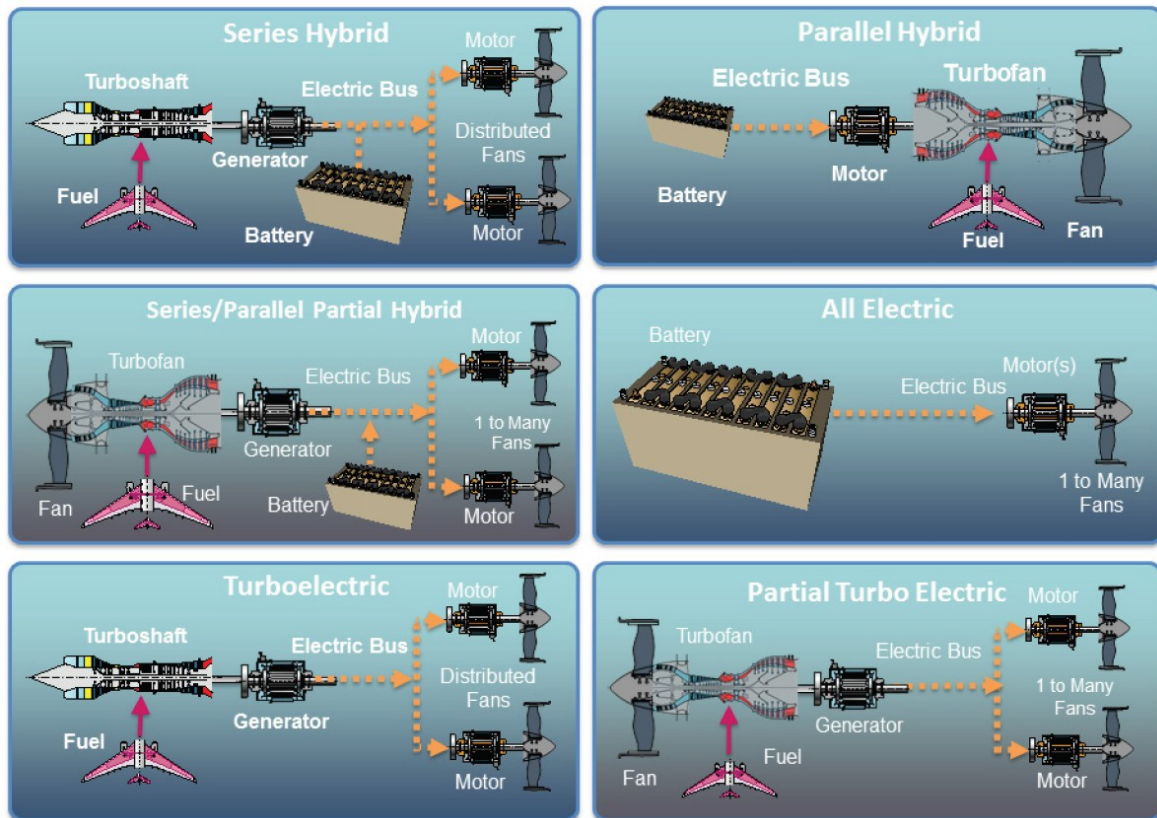 Series Hybrid
Motor
Turboshaft
Electric Bus
Distributed
Fans
Generator
Fuel
Battery
Motor
Parallel Hybrid
Electric Bus
Turbofan
Motor
Battery
Fuel
Fan
Series/Parallel Partial Hybrid
Motor
Turbofan
Electric Bus
1 to Many
Fans
Generator
Fan
Fuel
Battery
Motor
All Electric
Battery
Motor(s)
Electric Bus
1 to Many
Fans
Turboelectric
Motor
Turboshaft
Electric Bus
Distributed
Fans
Generator
Fuel
Motor
Partial Turbo Electric
Motor
Turbofan
Electric Bus
1 to Many
Fans
Generator
Fuel
Fan
Motor